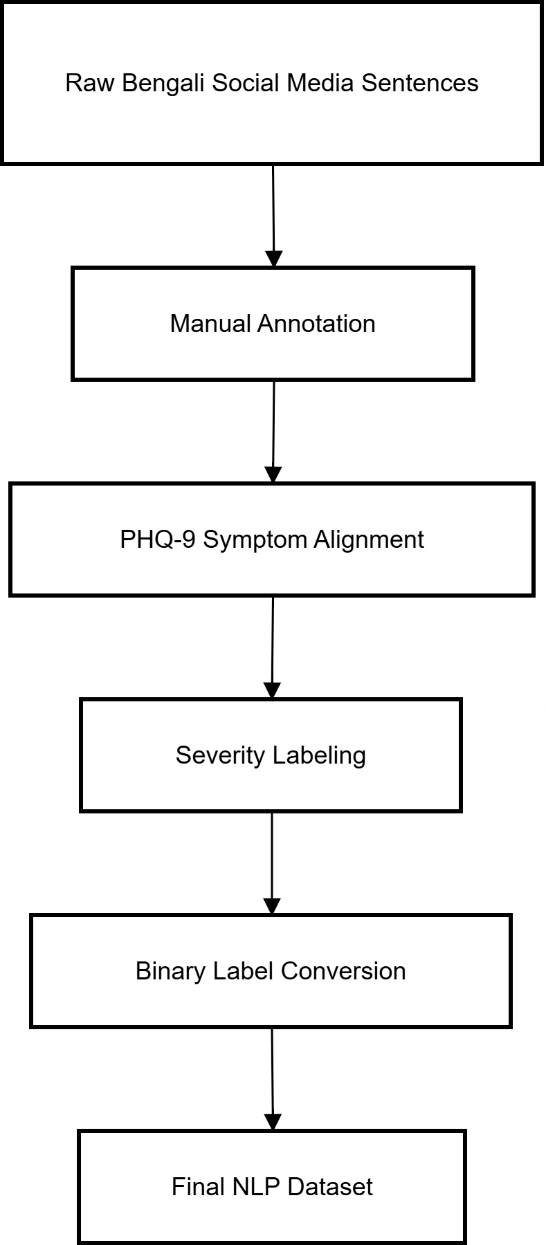 Raw Bengali Social Media Sentences
Manual Annotation
PHQ-9 Symptom Alignment
Severity Labeling
Binary Label Conversion
Final NLP Dataset